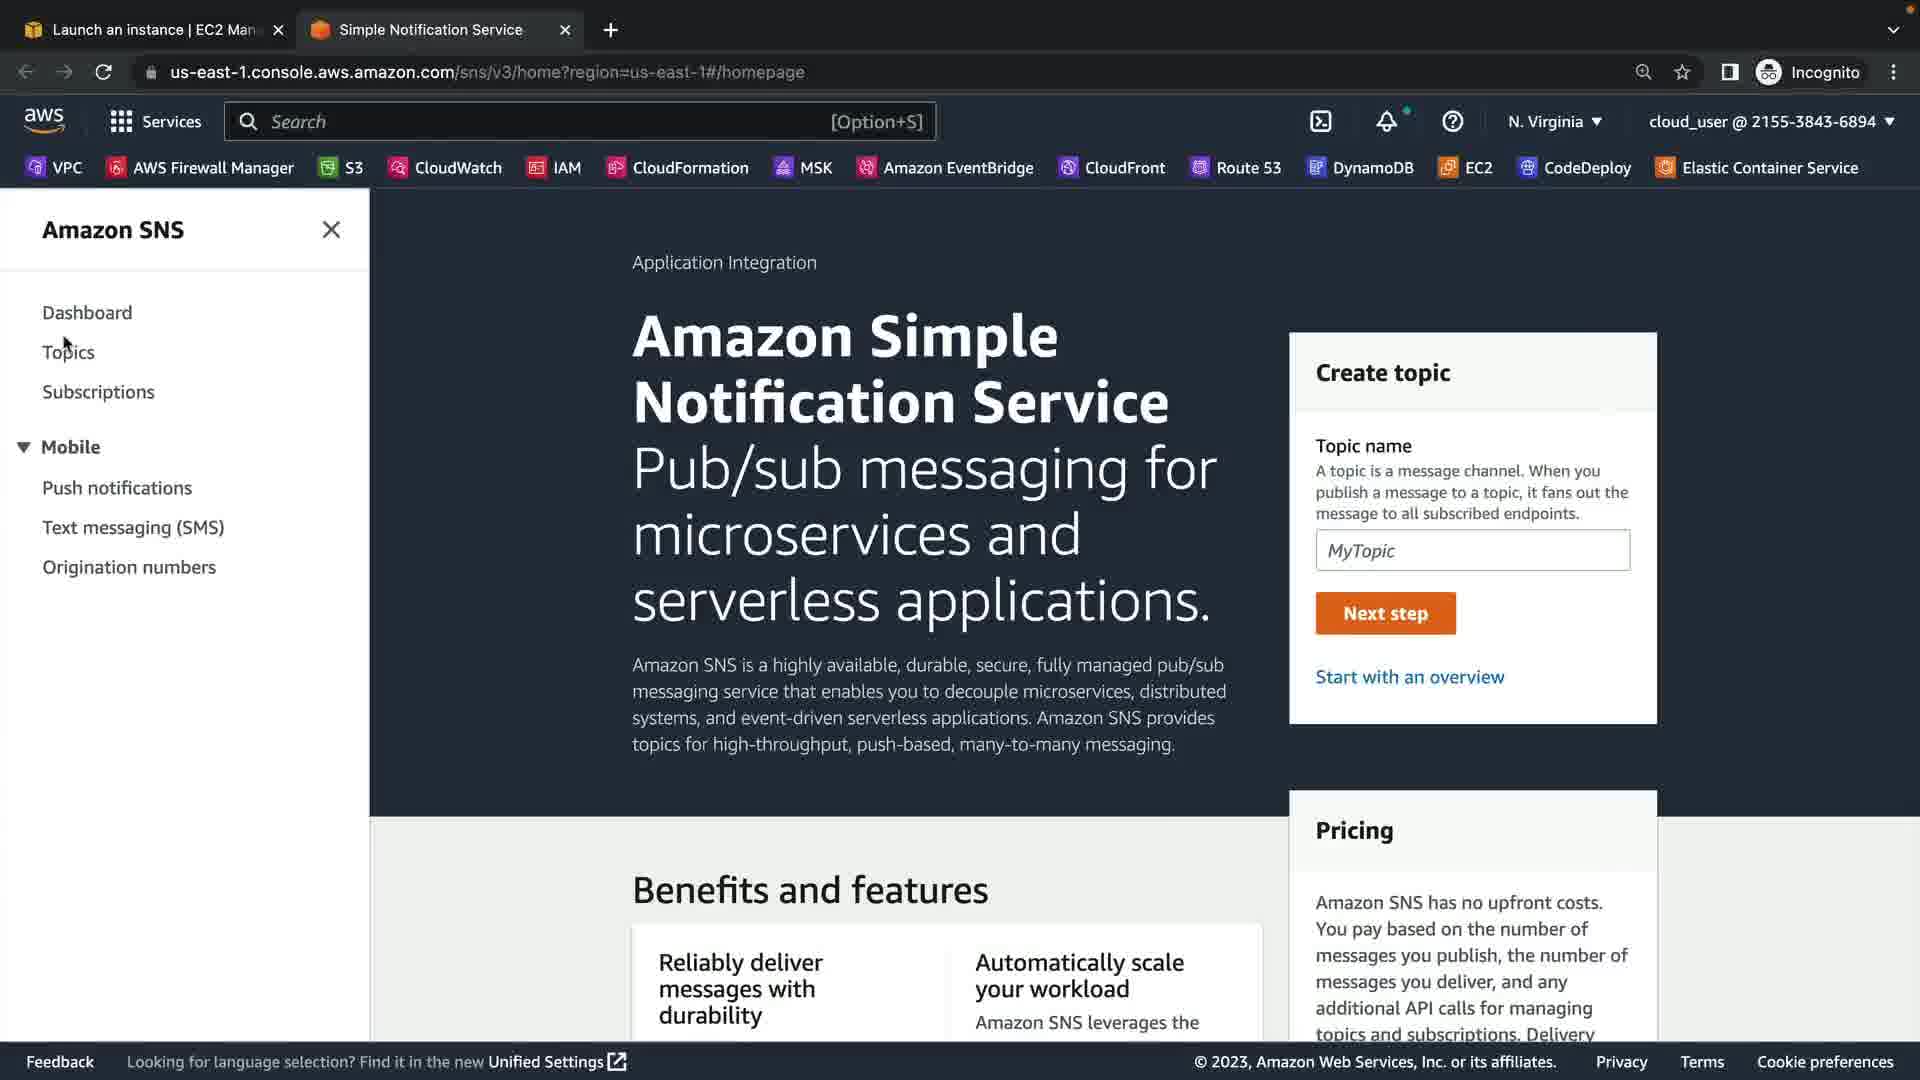 Launch an instance | EC2 Man
Simple Notification Service
us-east-1.console.aws.amazon.com/sns/v3/home?region=us-east-1#/homepage
Incognito
aws
Services
Search
[Option+S]
N. Virginia
cloud_user @ 2155-3843-6894
VPC
AWS Firewall Manager
S3
CloudWatch
IAM
CloudFormation
MSK
Amazon EventBridge
CloudFront
Route 53
DynamoDB
EC2
CodeDeploy
Elastic Container Service
Amazon SNS
Dashboard
Topics
Subscriptions
Mobile
Push notifications
Text messaging (SMS)
Origination numbers
Application Integration
Amazon Simple
Notification Service
Pub/sub messaging for
microservices and
serverless applications.
Amazon SNS is a highly available, durable, secure, fully managed pub/sub
messaging service that enables you to decouple microservices, distributed
systems, and event-driven serverless applications. Amazon SNS provides
topics for high-throughput, push-based, many-to-many messaging.
Create topic
Topic name
A topic is a message channel. When you
publish a message to a topic, it fans out the
message to all subscribed endpoints.
MyTopic
Next step
Start with an overview
Benefits and features
Reliably deliver
messages with
durability
Automatically scale
your workload
Amazon SNS leverages the
Pricing
Amazon SNS has no upfront costs.
You pay based on the number of
messages you publish, the number of
messages you deliver, and any
additional API calls for managing
topics and subscriptions. Delivery
Feedback
Looking for language selection? Find it in the new Unified Settings
© 2023, Amazon Web Services, Inc. or its affiliates.
Privacy
Terms
Cookie preferences